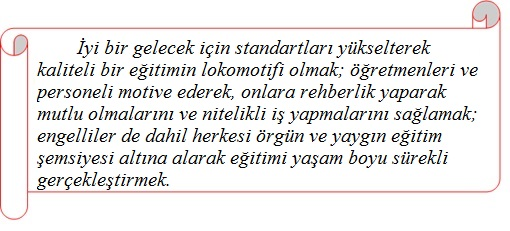 İyi bir gelecek için standartları yükselterek
kaliteli bir eğitimin lokomotifi olmak; öğretmenleri ve
personeli motive ederek, onlara rehberlik yaparak
mutlu olmalarını ve nitelikli iş yapmalarını sağlamak;
engelliler de dahil herkesi örgün ve yaygın eğitim
şemsiyesi altına alarak eğitimi yaşam boyu sürekli
gerçekleştirmek.